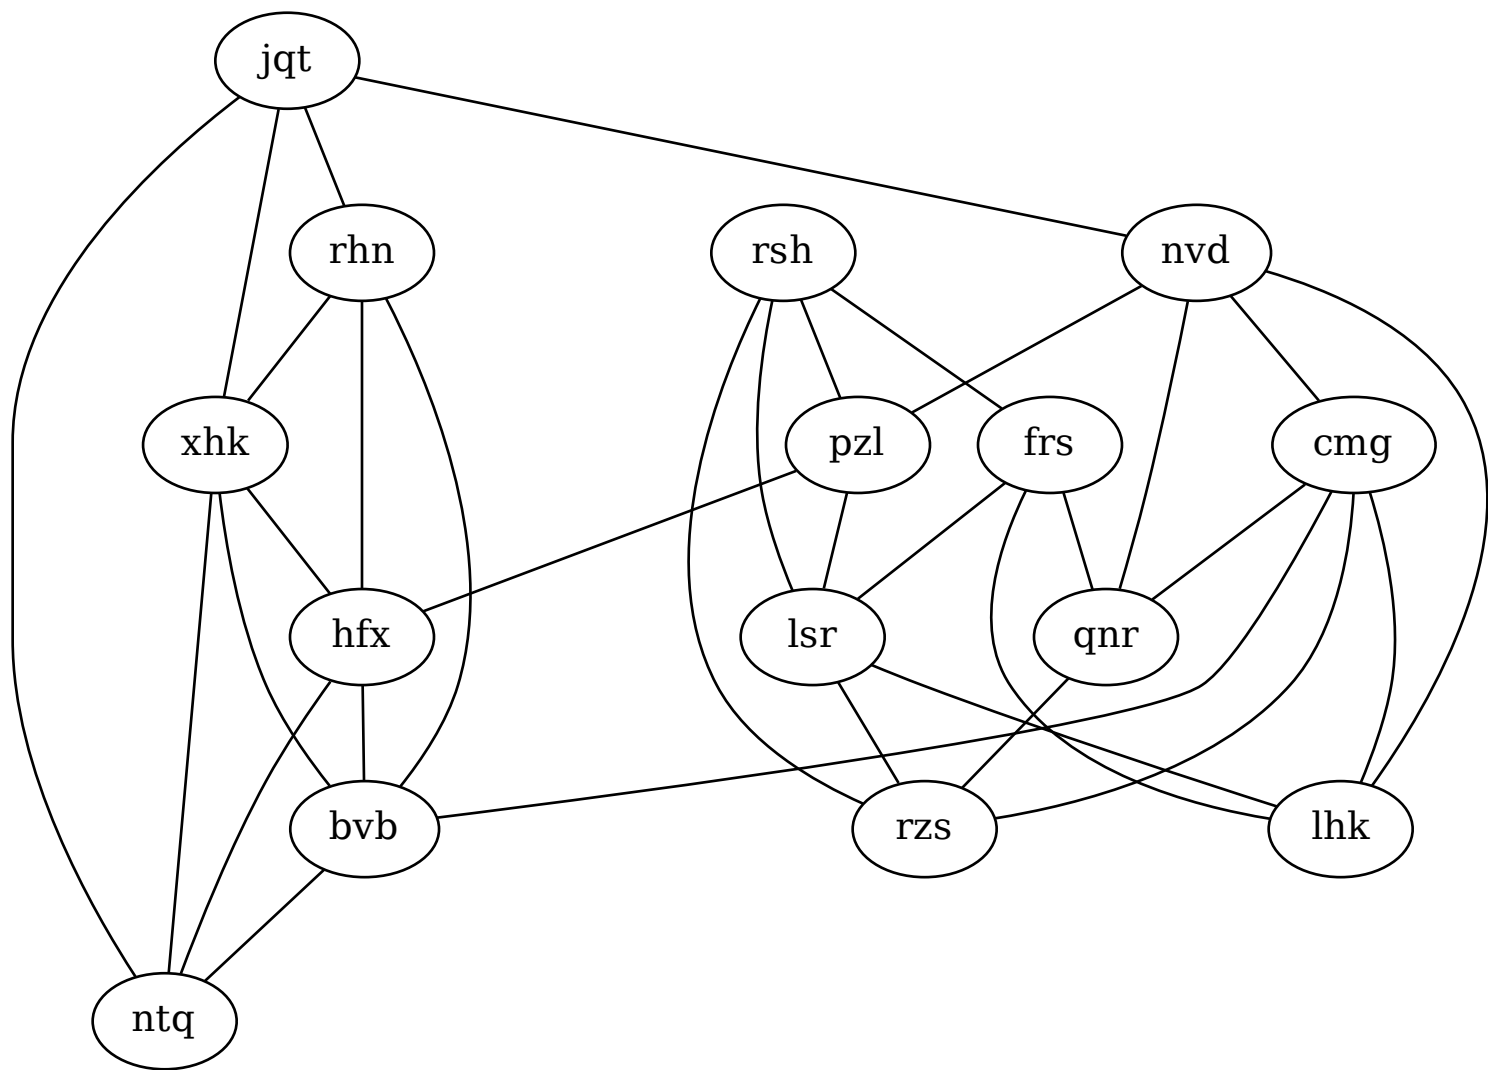 jqt
rhn
rsh
nvd
xhk
pzl
frs
cmg
hfx
lsr
qnr
bvb
rzs
lhk
ntq